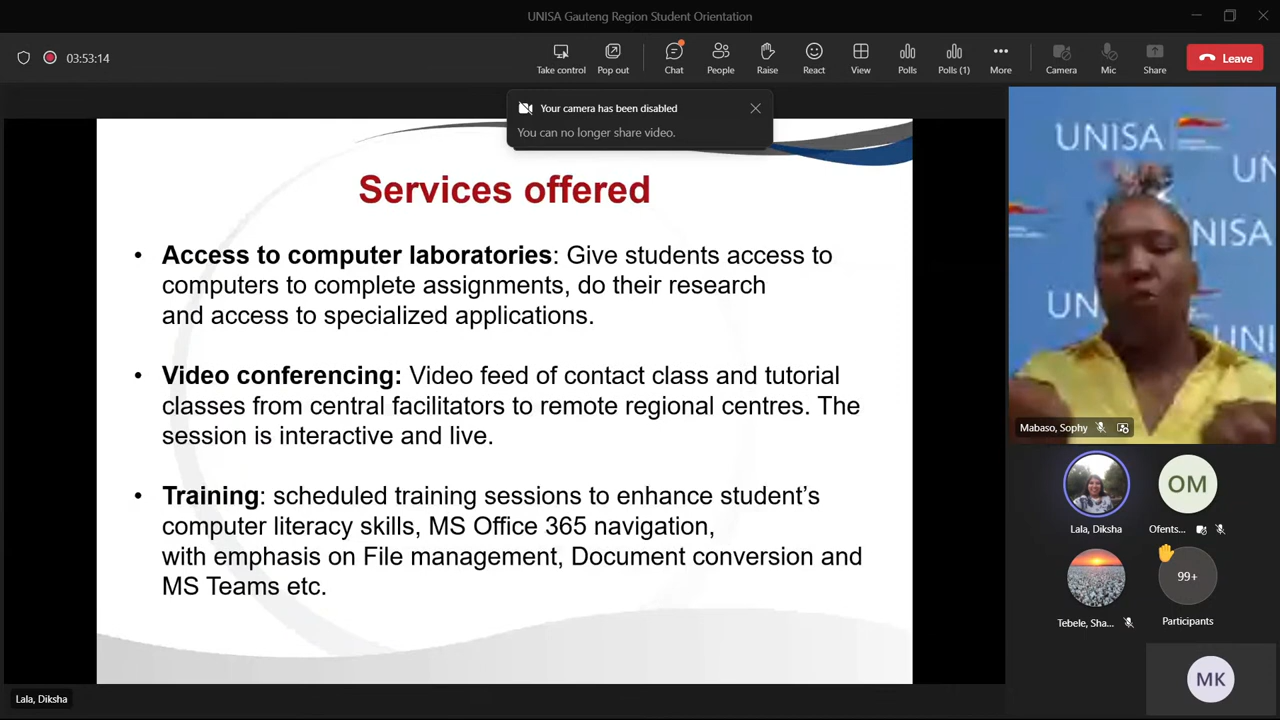 UNISA Gauteng Region Student Orientation
03:53:14
Take control
Pop out
Chat
People
Raise
React
View
Polls
Polls (1)
More
Camera
Mic
Share
Leave
Your camera has been disabled
You can no longer share video.
Services offered
• Access to computer laboratories: Give students access to
computers to complete assignments, do their research
and access to specialized applications.
• Video conferencing: Video feed of contact class and tutorial
classes from central facilitators to remote regional centres. The
session is interactive and live.
• Training: scheduled training sessions to enhance student's
computer literacy skills, MS Office 365 navigation,
with emphasis on File management, Document conversion and
MS Teams etc.
Lala, Diksha
UNISA
UN
UNISA
UN
UNI
Mabaso, Sophy
Lala, Diksha
OM
Ofents...
Tebele, Sha...
99+
Participants
MK